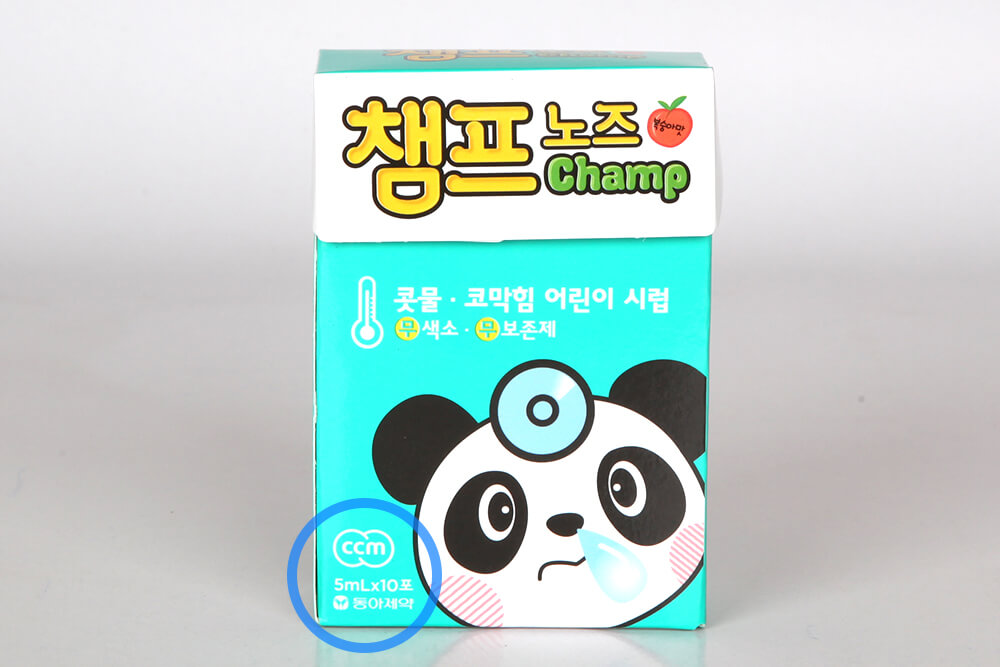 챔프 노즈
복숭아맛
Champ
콧물 · 코막힘 어린이 시럽
무색소 · 무보존제
ccm
5mLx10포
동아제약